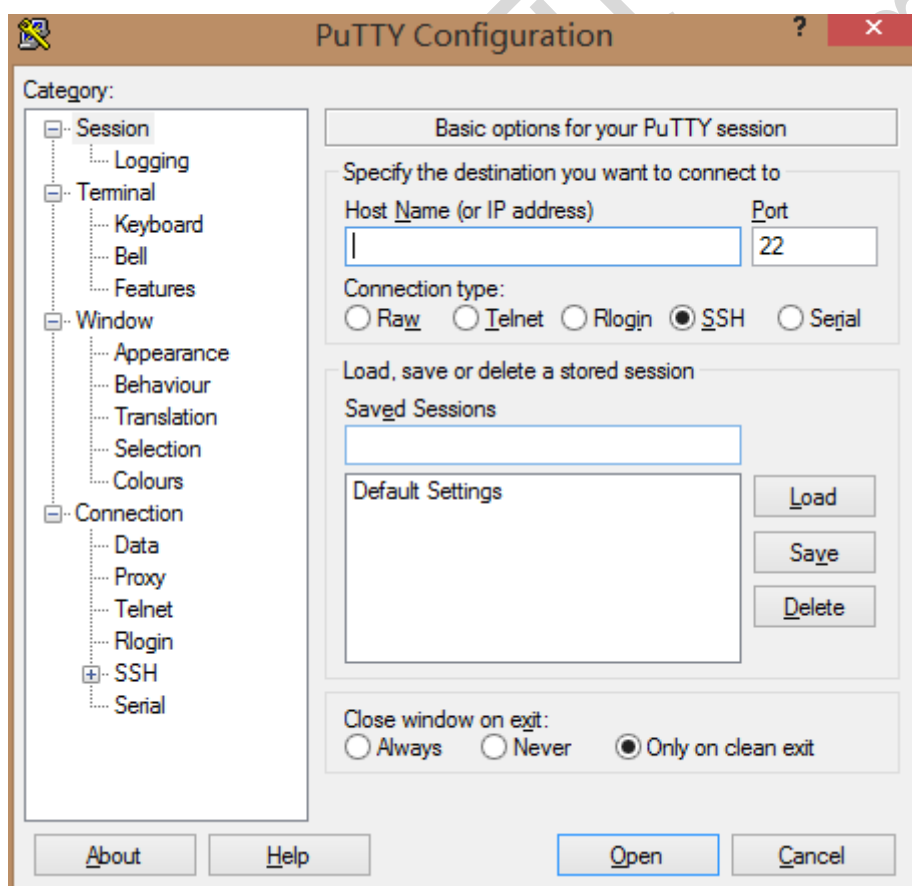 PuTTY Configuration ? ×
Category:
Session
Logging
Terminal
Keyboard
Bell
Features
Window
Appearance
Behaviour
Translation
Selection
Colours
Connection
Data
Proxy
Telnet
Rlogin
SSH
Serial
Basic options for your PuTTY session
Specify the destination you want to connect to
Host Name (or IP address) Port
22
Connection type:
Raw Telnet Rlogin SSH Serial
Load, save or delete a stored session
Saved Sessions
Default Settings
Load
Save
Delete
Close window on exit:
Always Never Only on clean exit
About Help Open Cancel